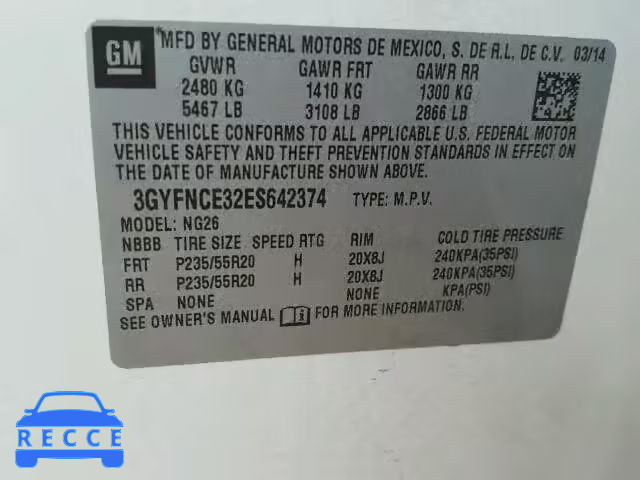 GM *MFD BY GENERAL MOTORS DE MEXICO, S. DE R.L. DE C.V. 03/14
GVWR GAWR FRT GAWR RR
2480 KG 1410 KG 1300 KG
5467 LB 3108 LB 2866 LB
THIS VEHICLE CONFORMS TO ALL APPLICABLE U.S. FEDERAL MOTOR
VEHICLE SAFETY AND THEFT PREVENTION STANDARDS IN EFFECT ON
THE DATE OF MANUFACTURE SHOWN ABOVE.
3GYFNCE32ES642374 TYPE: M.P.V.
MODEL: NG26
NBBB TIRE SIZE SPEED RTG RIM COLD TIRE PRESSURE
FRT P235/55R20 H 20X8J 240KPA(35PSI)
RR P235/55R20 H 20X8J 240KPA(35PSI)
SPA NONE NONE KPA(PSI)
SEE OWNER'S MANUAL FOR MORE INFORMATION.
RECCE